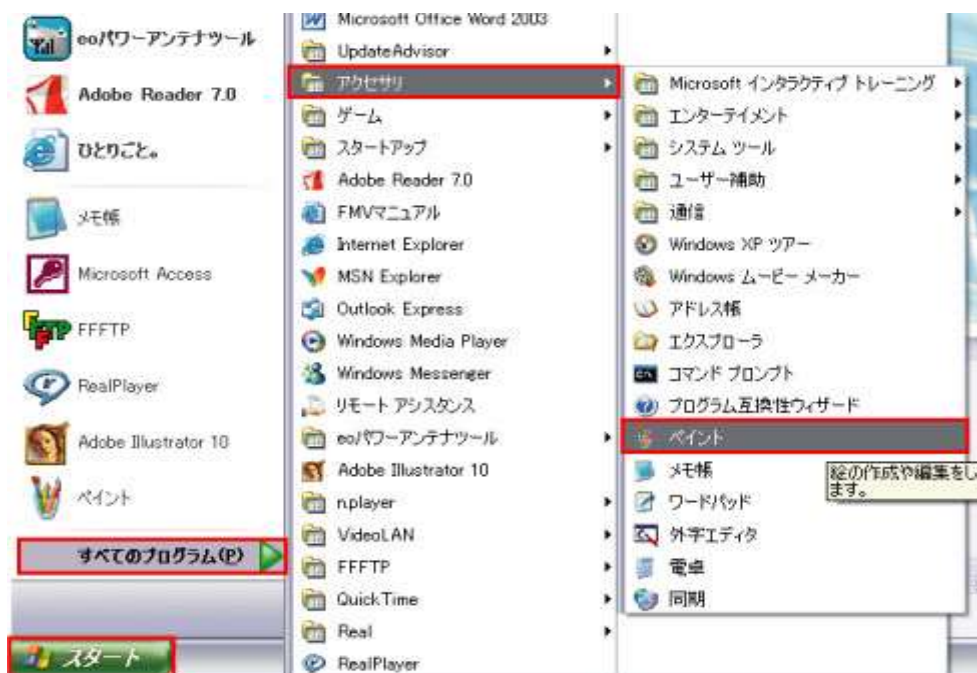 eoパワーアンテナツール
Adobe Reader 7.0
ひとりごと。
メモ帳
Microsoft Access
FFFTP
RealPlayer
Adobe Illustrator 10
ペイント
すべてのプログラム(P)
スタート
Microsoft Office Word 2003
UpdateAdvisor
アクセサリ
ゲーム
スタートアップ
Adobe Reader 7.0
FMVマニュアル
Internet Explorer
MSN Explorer
Outlook Express
Windows Media Player
Windows Messenger
リモート アシスタンス
eoパワーアンテナツール
Adobe Illustrator 10
n.player
VideoLAN
FFFTP
QuickTime
Real
RealPlayer
Microsoft インタラクティブ トレーニング
エンターテイメント
システム ツール
ユーザー補助
通信
Windows XP ツアー
Windows ムービー メーカー
アドレス帳
エクスプローラ
コマンド プロンプト
プログラム互換性ウィザード
ペイント
メモ帳
ワードパッド
外字エディタ
電卓
同期
絵の作成や編集をし
ます。